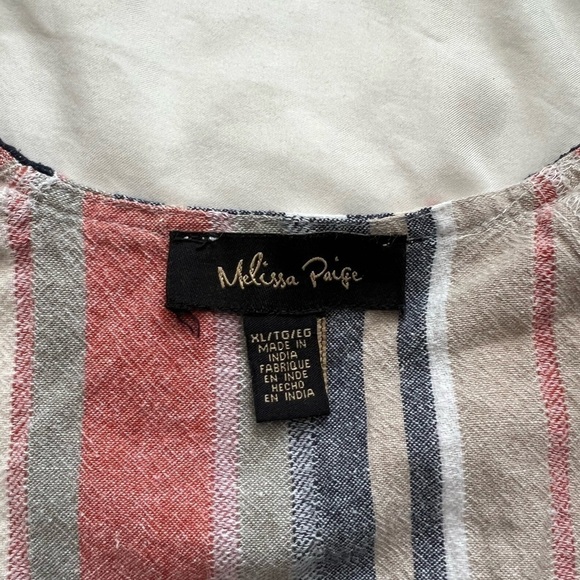 Melissa Paige
XL/TG/EG
MADE IN
INDIA
FABRIQUE
EN INDE
HECHO
EN INDIA